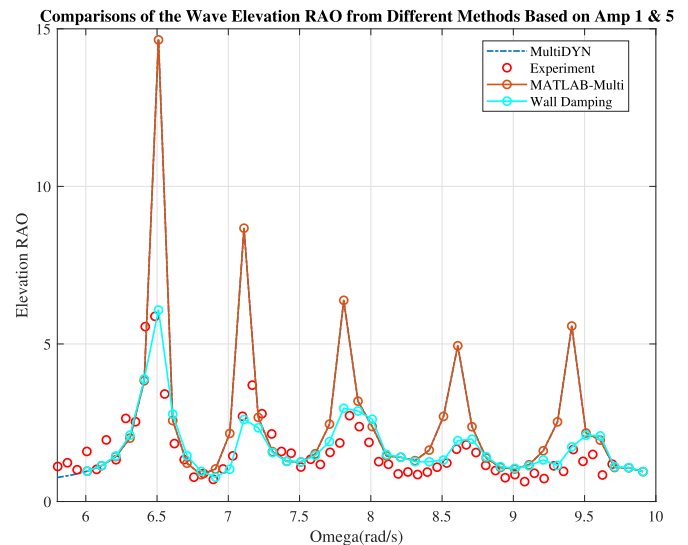 Comparisons of the Wave Elevation RAO from Different Methods Based on Amp 1 & 5
15
10
5
0
Elevation RAO
MultiDYN
Experiment
MATLAB-Multi
Wall Damping
6 6.5 7 7.5 8 8.5 9 9.5 10
Omega(rad/s)